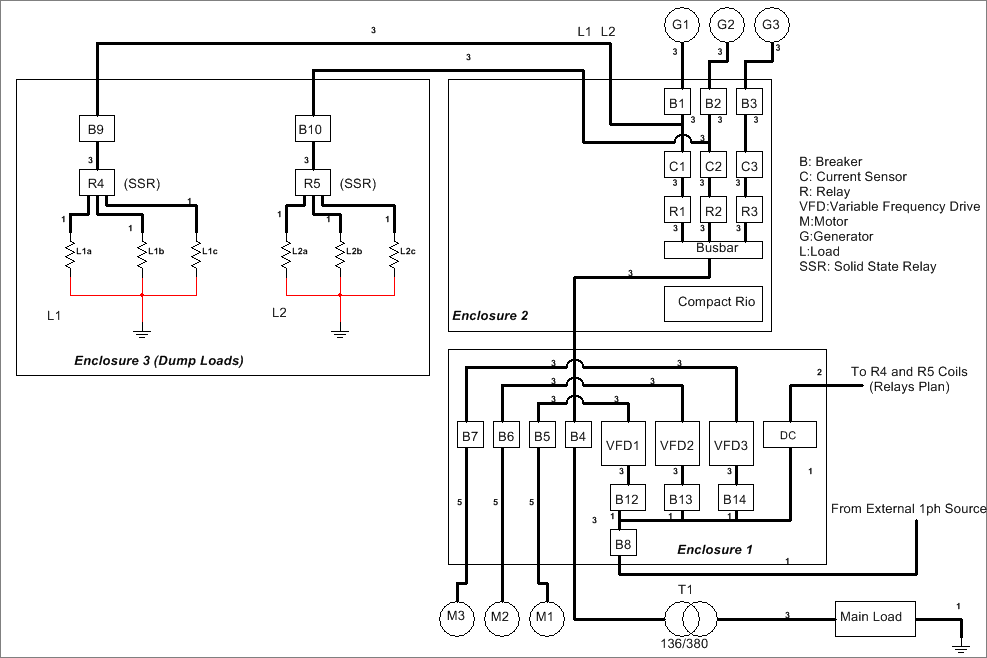 3
L1 L2
G1 G2 G3
3 3 3
3
B1 B2 B3
3 3 3
B9 B10
3
3 3
C1 C2 C3
3 3 3
R4 (SSR)
R5 (SSR)
R1 R2 R3
3 3 3
1 1 1
1 1
Busbar
L1a L1b L1c
L2a L2b L2c
3
Compact Rio
L1
L2
Enclosure 2
Enclosure 3 (Dump Loads)
B: Breaker
C: Current Sensor
R: Relay
VFD:Variable Frequency Drive
M:Motor
G:Generator
L:Load
SSR: Solid State Relay
3 3
3 3
3 3
2
To R4 and R5 Coils
(Relays Plan)
B7 B6 B5 B4
VFD1 VFD2 VFD3
DC
3 3 3
1
B12 B13 B14
5 5 5
3
1 1 1
From External 1ph Source
B8
Enclosure 1
1
M3 M2 M1
T1
136/380
3
Main Load
1